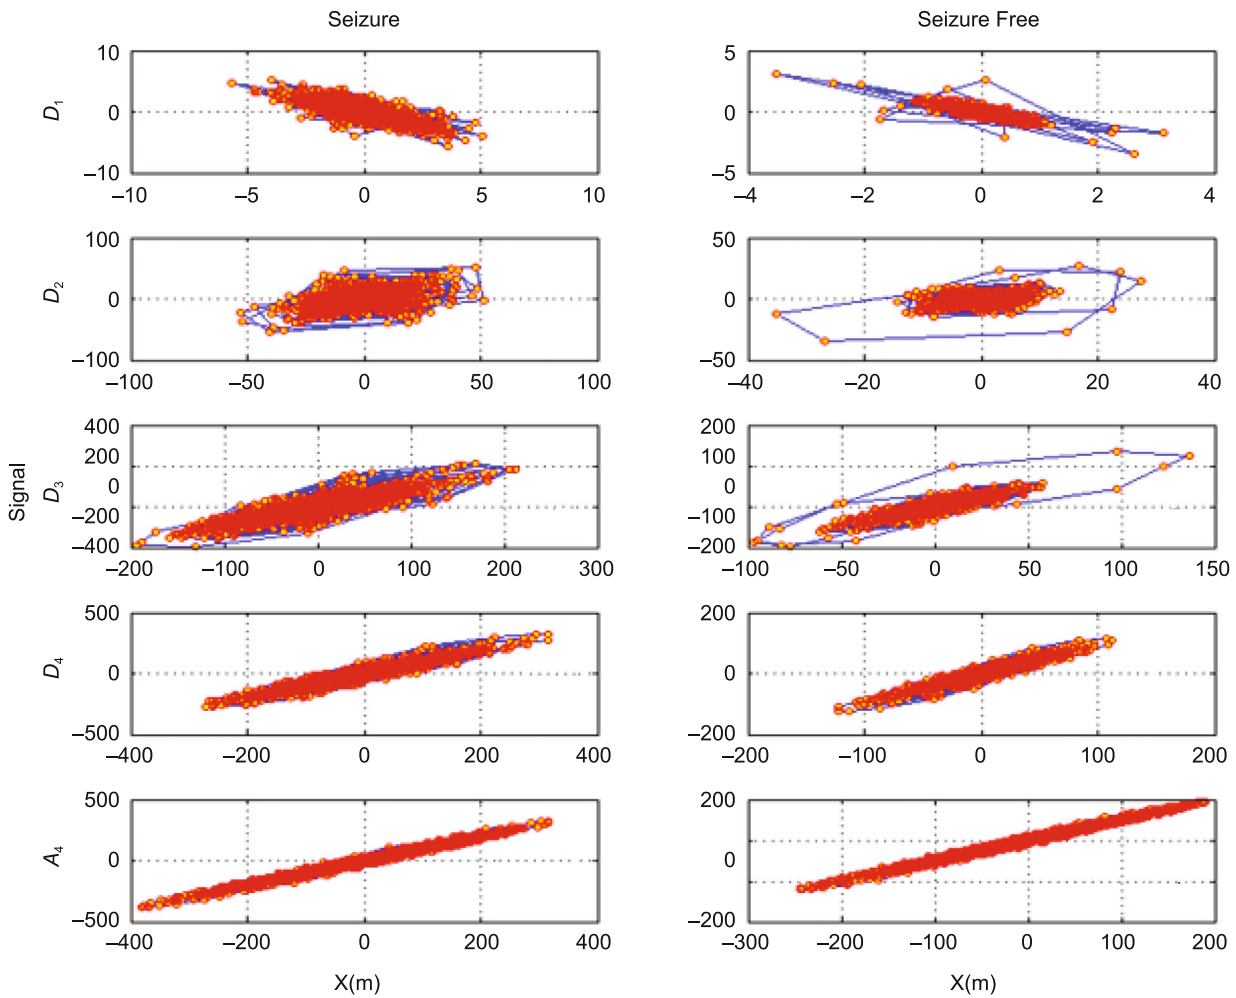 Seizure Seizure Free
10 5
D1 0 0
–10 –5
–10 –5 0 5 10 –4 –2 0 2 4
100 50
D2 0 0
–100 –50
–100 –50 0 50 100 –40 –20 0 20 40
400 200
200 100
Signal D3 0 0
–200 –100
–400 –200
–200 –100 0 100 200 300 –100 –50 0 50 100 150
500 200
D4 0 0
–500 –200
–400 –200 0 200 400 –200 –100 0 100 200
500 200
A4 0 0
–500 –200
–400 –200 0 200 400 –300 –200 –100 0 100 200
X(m) X(m)